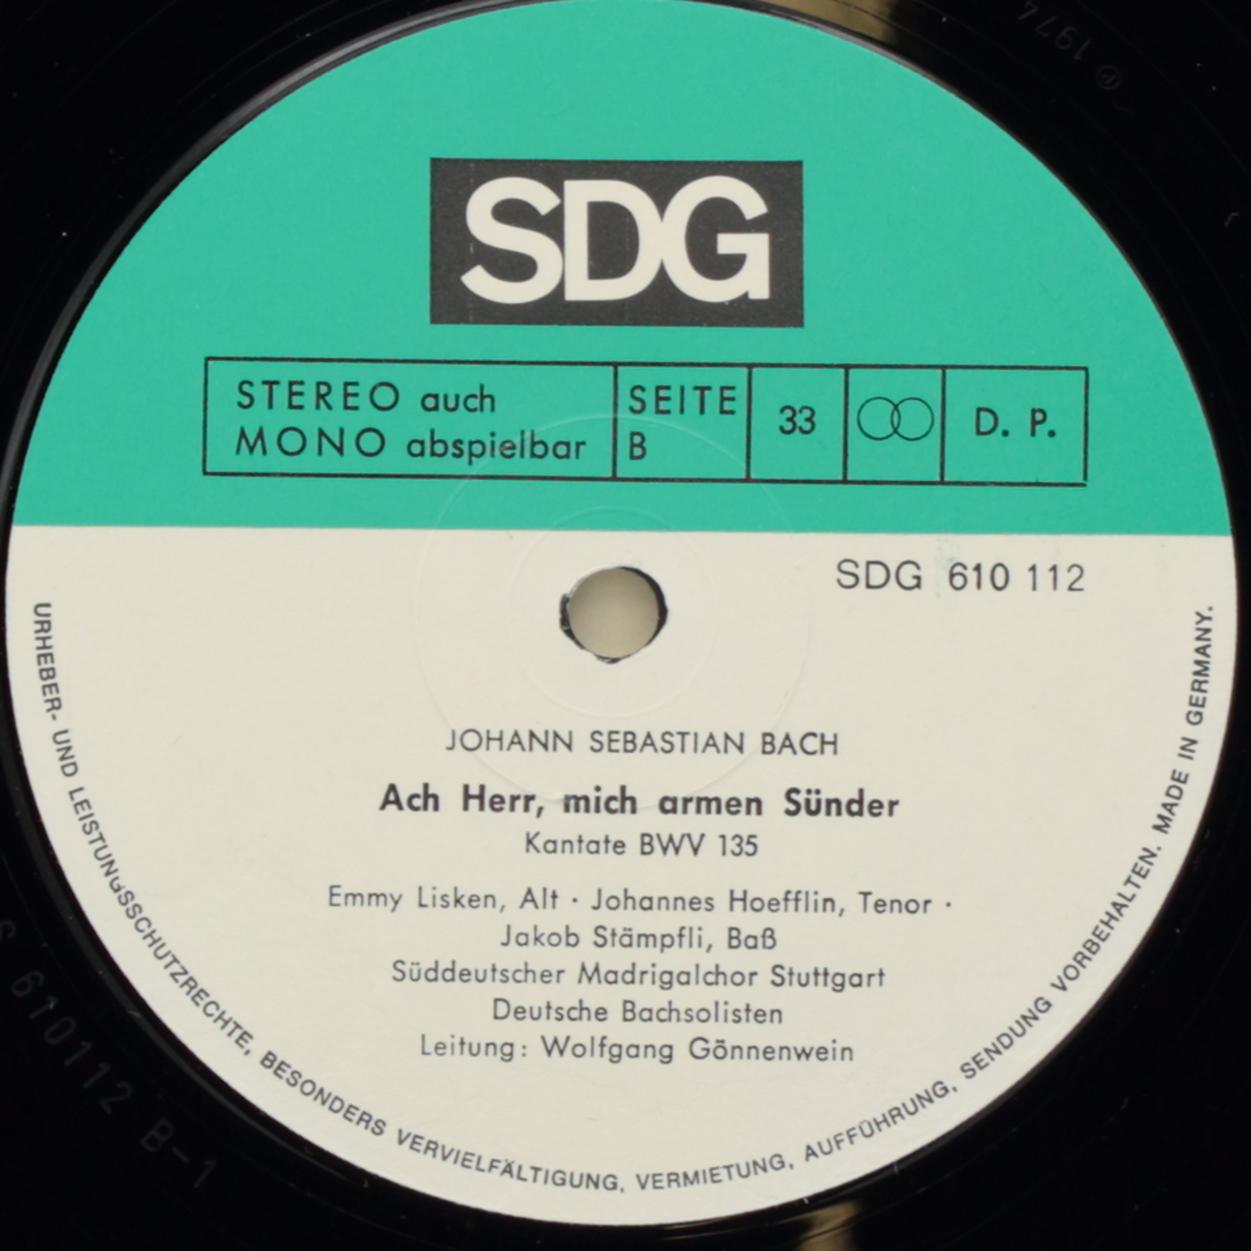 ℗ 1974
SDG
STEREO auch
MONO abspielbar
SEITE
B
33
D. P.
SDG 610 112
JOHANN SEBASTIAN BACH
Ach Herr, mich armen Sünder
Kantate BWV 135
Emmy Lisken, Alt · Johannes Hoefflin, Tenor ·
Jakob Stämpfli, Baß
Süddeutscher Madrigalchor Stuttgart
Deutsche Bachsolisten
Leitung: Wolfgang Gönnenwein
URHEBER- UND LEISTUNGSSCHUTZRECHTE, BESONDERS VERVIELFÄLTIGUNG, VERMIETUNG, AUFFÜHRUNG, SENDUNG VORBEHALTEN. MADE IN GERMANY.
610112 B-1